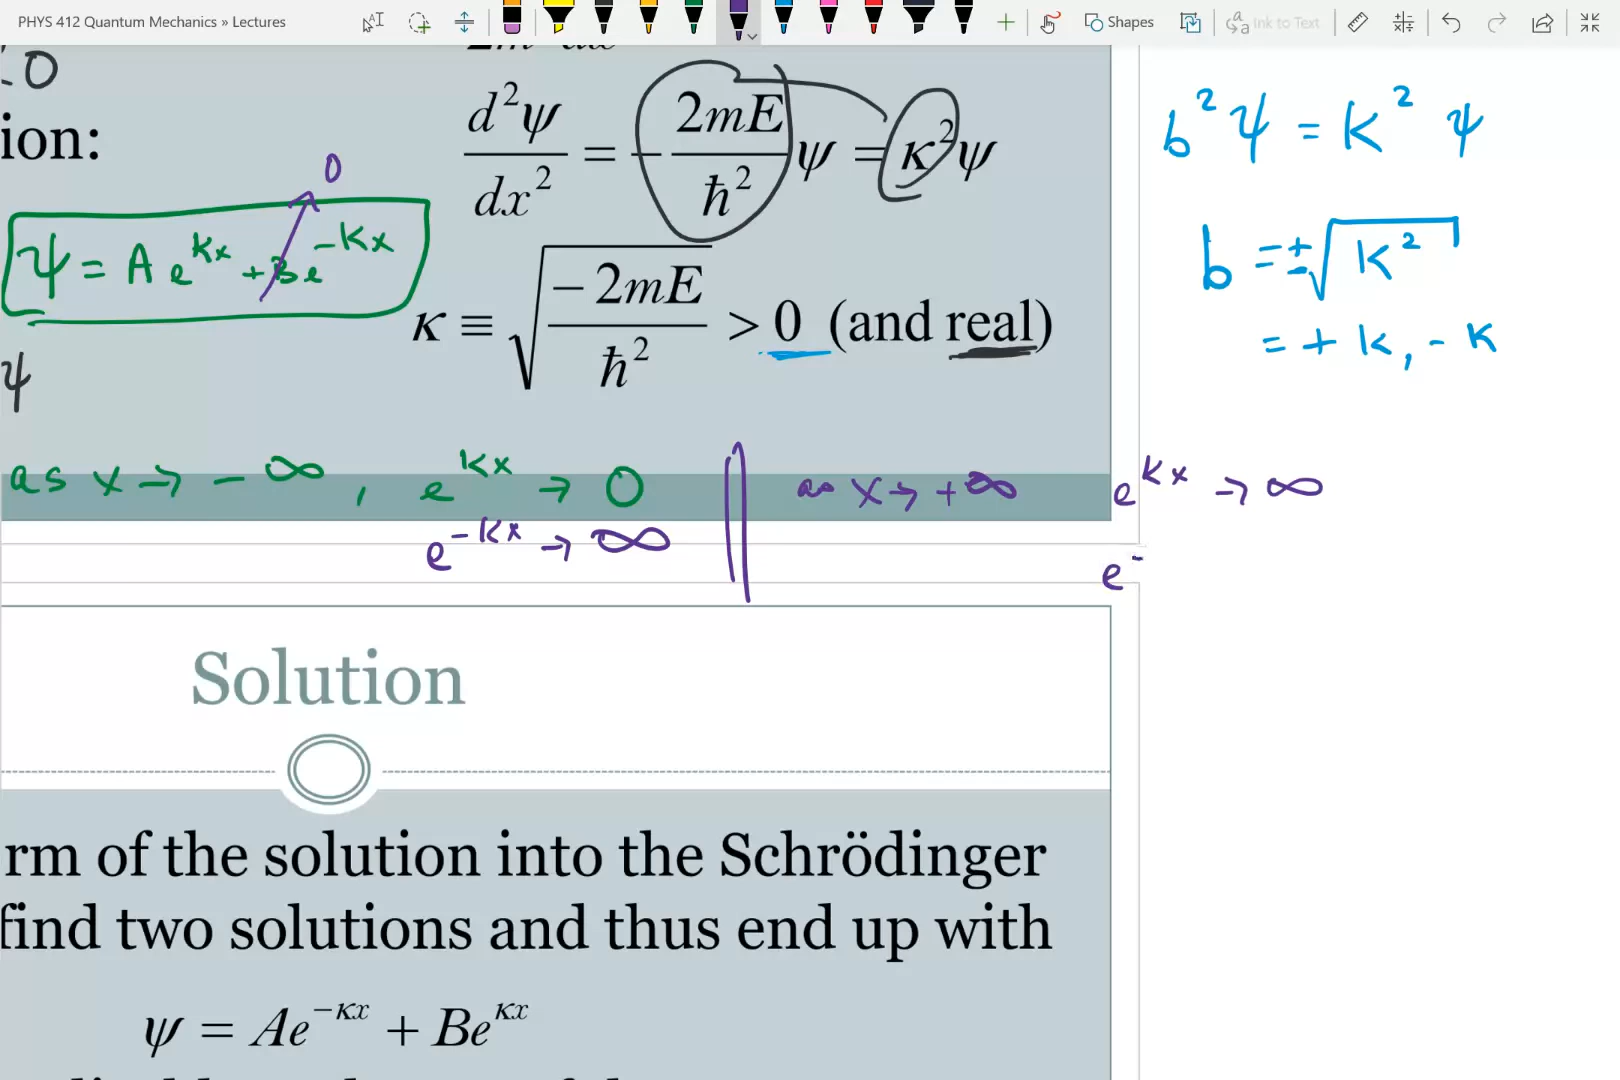 PHYS 412 Quantum Mechanics » Lectures
Shapes
Ink to Text
<0
ion:
d²ψ/dx² = −(2mE/ħ²)ψ = κ²ψ
0
ψ = A e^{kx} + B e^{-kx}
κ ≡ √(−2mE/ħ²) > 0 (and real)
ψ
b² ψ = k² ψ
b = ± √k²
= + k, - k
as x → - ∞, e^{kx} → 0
e^{-kx} → ∞
as x → + ∞ e^{kx} → ∞
e^-
Solution
rm of the solution into the Schrödinger
find two solutions and thus end up with
ψ = Ae^{−κx} + Be^{κx}